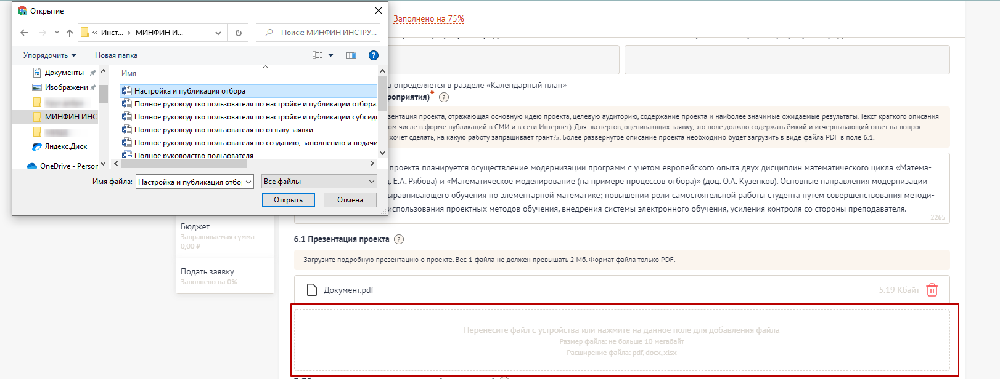 Открытие
« Инст... › МИНФИН И...
Поиск: МИНФИН ИНСТРУ...
Упорядочить
Новая папка
Документы
Изображени
МИНФИН ИНС
Яндекс.Диск
OneDrive - Person
Имя
Настройка и публикация отбора
Полное руководство пользователя по настройке и публикации отбора.
Полное руководство пользователя по настройке и публикации субсиди
Полное руководство пользователя по отзыву заявки
Полное руководство пользователя по созданию, заполнению и подачи
Полное руководство пользователя
Имя файла:
Настройка и публикация отбо
Все файлы
Открыть
Отмена
Бюджет
Запрашиваемая сумма:
0,00 ₽
Подать заявку
Заполнено на 0%
Заполнено на 75%
а определяется в разделе «Календарный план»
роприятия)* ?
зентация проекта, отражающая основную идею проекта, целевую аудиторию, содержание проекта и наиболее значимые ожидаемые результаты. Текст краткого описания
ом числе в форме публикаций в СМИ и в сети Интернет). Для экспертов, оценивающих заявку, это поле должно содержать ёмкий и исчерпывающий ответ на вопрос:
хочет сделать, на какую работу запрашивает грант?». Более развернутое описание проекта необходимо будет загрузить в виде файла PDF в поле 6.1.
проекта планируется осуществление модернизации программ с учетом европейского опыта двух дисциплин математического цикла «Матема-
. Е.А. Рябова) и «Математическое моделирование (на примере процессов отбора)» (доц. О.А. Кузенков). Основные направления модернизации
ыравнивающего обучения по элементарной математике; повышении роли самостоятельной работы студента путем совершенствования методи-
использования проектных методов обучения, внедрения системы электронного обучения, усиления контроля со стороны преподавателя.
2265
6.1 Презентация проекта ?
Загрузите подробную презентацию о проекте. Вес 1 файла не должен превышать 2 Мб. Формат файла только PDF.
Документ.pdf
5.19 Кбайт
Перенесите файл с устройства или нажмите на данное поле для добавления файла
Размер файла: не больше 10 мегабайт
Расширение файла: pdf, docx, xlsx